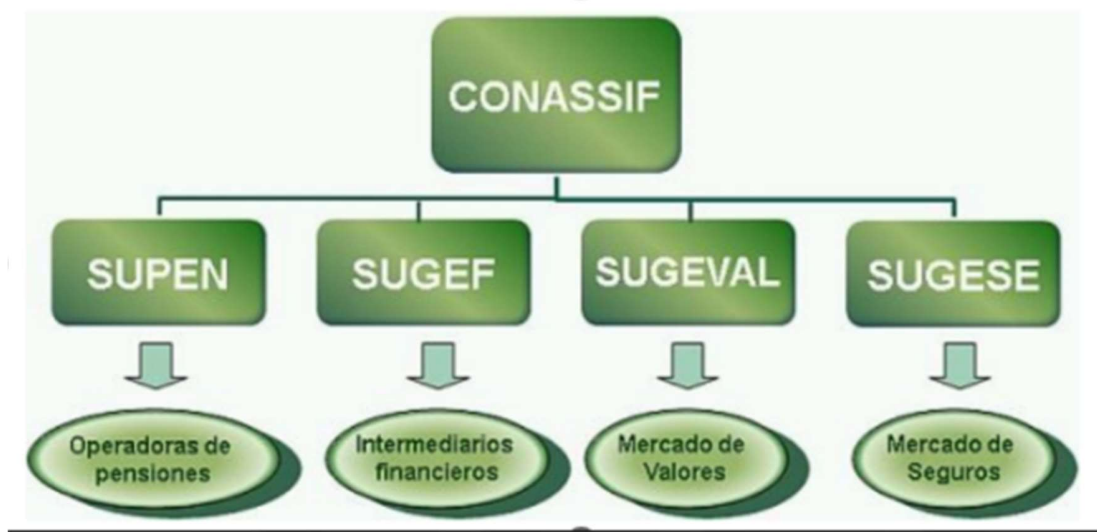 CONASSIF
SUPEN
SUGEF
SUGEVAL
SUGESE
Operadoras de
pensiones
Intermediarios
financieros
Mercado de
Valores
Mercado de
Seguros